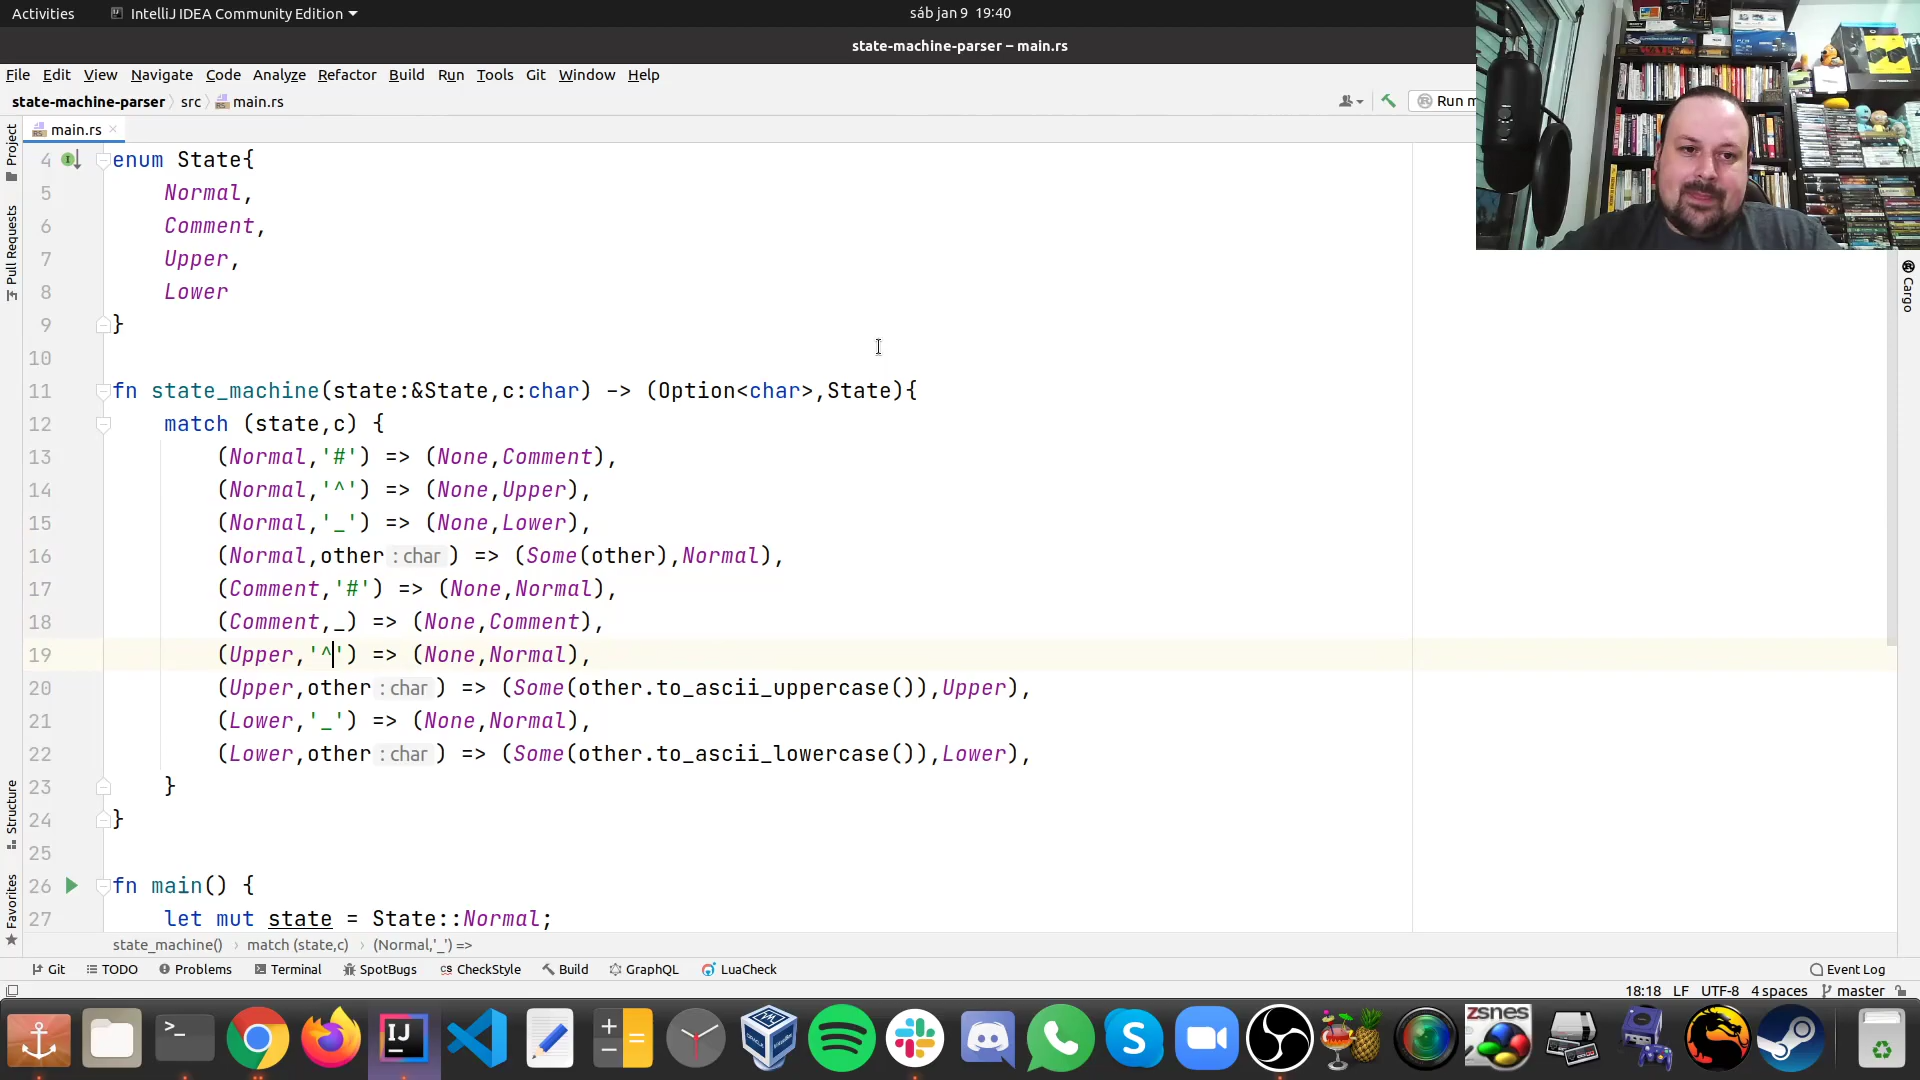 Activities
IntelliJ IDEA Community Edition
sáb jan 9 19:40
state-machine-parser – main.rs
File Edit View Navigate Code Analyze Refactor Build Run Tools Git Window Help
state-machine-parser src main.rs
Run m
main.rs
Project
Pull Requests
Structure
Favorites
Cargo
4 enum State{
5 Normal,
6 Comment,
7 Upper,
8 Lower
9 }
10
11 fn state_machine(state:&State,c:char) -> (Option<char>,State){
12 match (state,c) {
13 (Normal,'#') => (None,Comment),
14 (Normal,'^') => (None,Upper),
15 (Normal,'_') => (None,Lower),
16 (Normal,other : char ) => (Some(other),Normal),
17 (Comment,'#') => (None,Normal),
18 (Comment,_) => (None,Comment),
19 (Upper,'^') => (None,Normal),
20 (Upper,other : char ) => (Some(other.to_ascii_uppercase()),Upper),
21 (Lower,'_') => (None,Normal),
22 (Lower,other : char ) => (Some(other.to_ascii_lowercase()),Lower),
23 }
24 }
25
26 fn main() {
27 let mut state = State::Normal;
state_machine() › match (state,c) › (Normal,'_') =>
Git TODO Problems Terminal SpotBugs CheckStyle Build GraphQL LuaCheck
Event Log
18:18 LF UTF-8 4 spaces master
IJ
zsnes